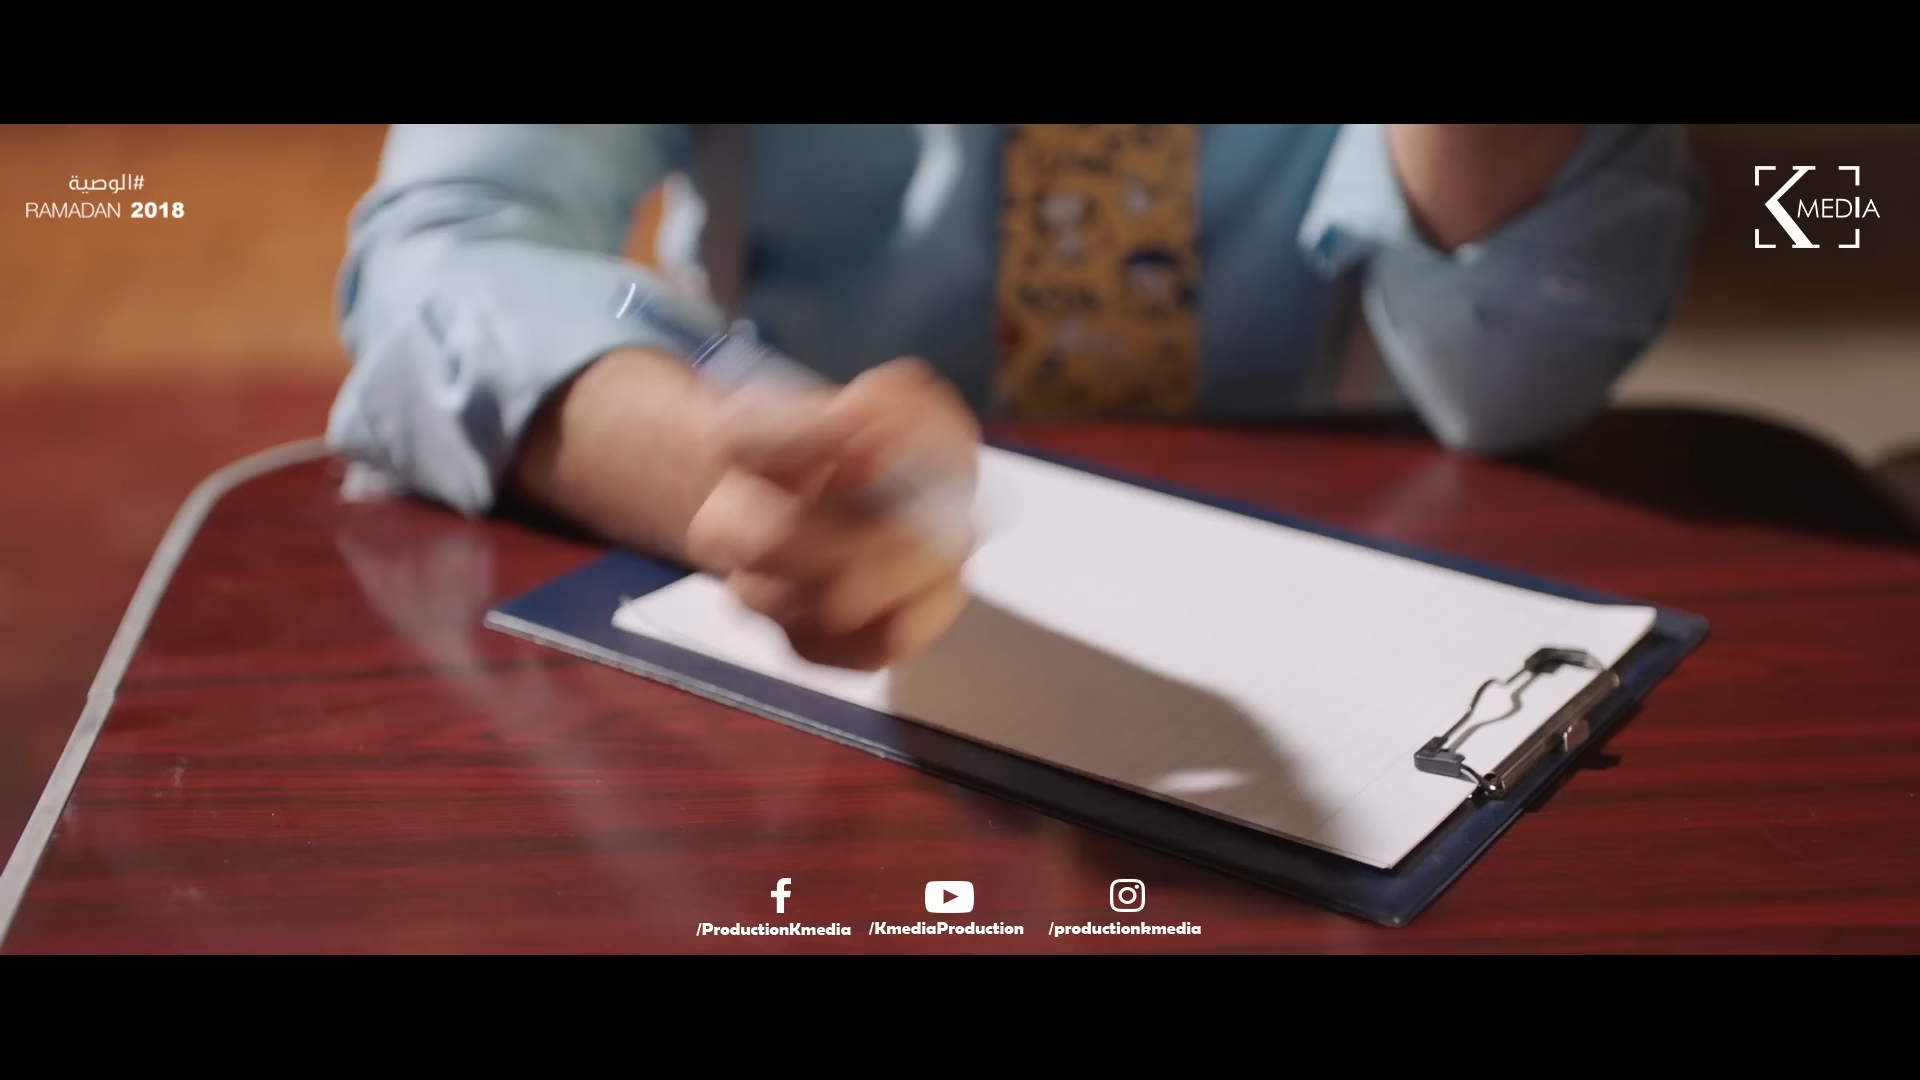 #الوصية
RAMADAN 2018
K MEDIA
/ProductionKmedia
/KmediaProduction
/productionkmedia